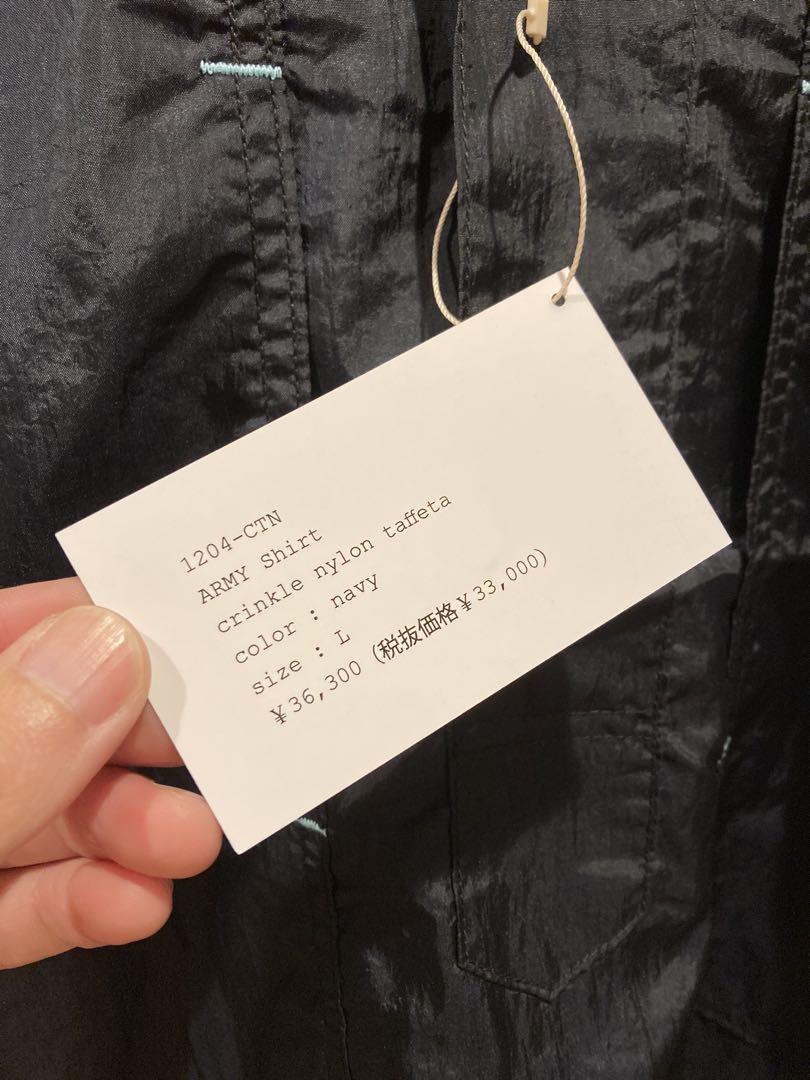 1204-CTN
ARMY Shirt
crinkle nylon taffeta
color : navy
size : L
¥36,300 (税抜価格¥33,000)